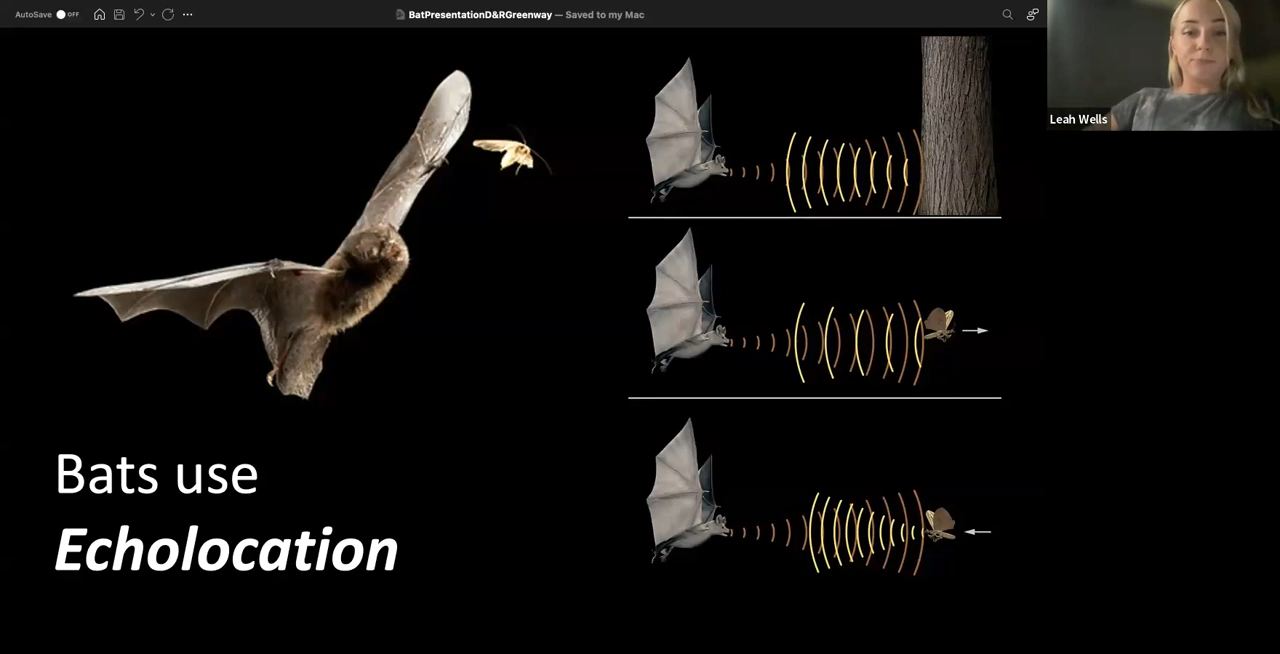 AutoSave OFF
BatPresentationD&RGreenway — Saved to my Mac
Leah Wells
Bats use
Echolocation